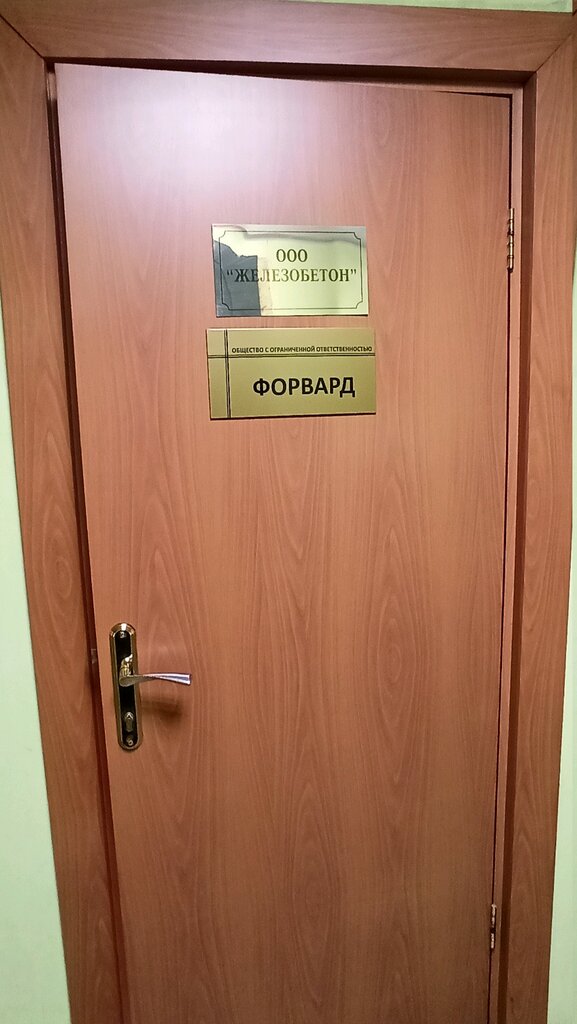 ООО
"ЖЕЛЕЗОБЕТОН"
ОБЩЕСТВО С ОГРАНИЧЕННОЙ ОТВЕТСТВЕННОСТЬЮ
ФОРВАРД